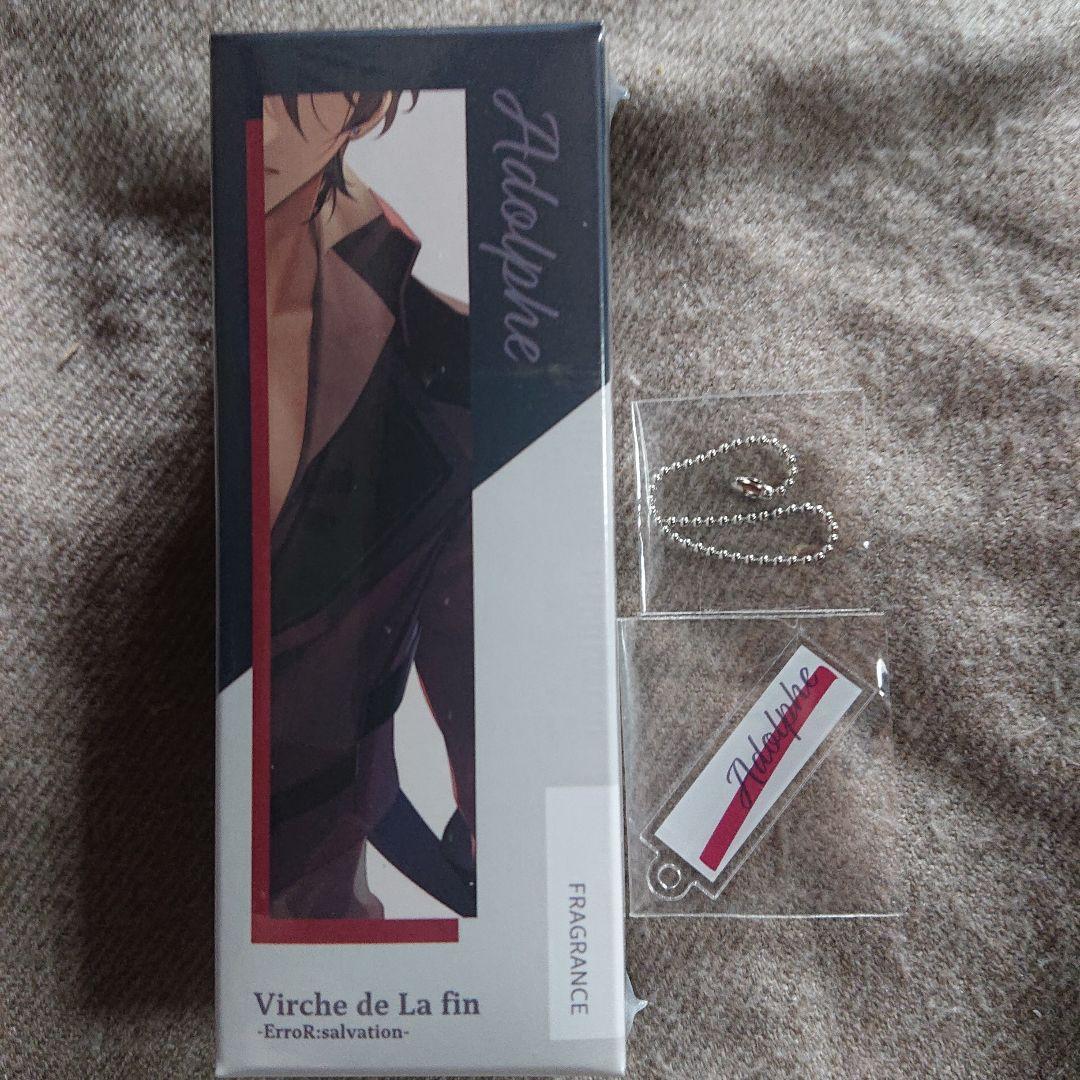 Adolphe
FRAGRANCE
Virche de La fin
-ErroR:salvation-
Adolphe